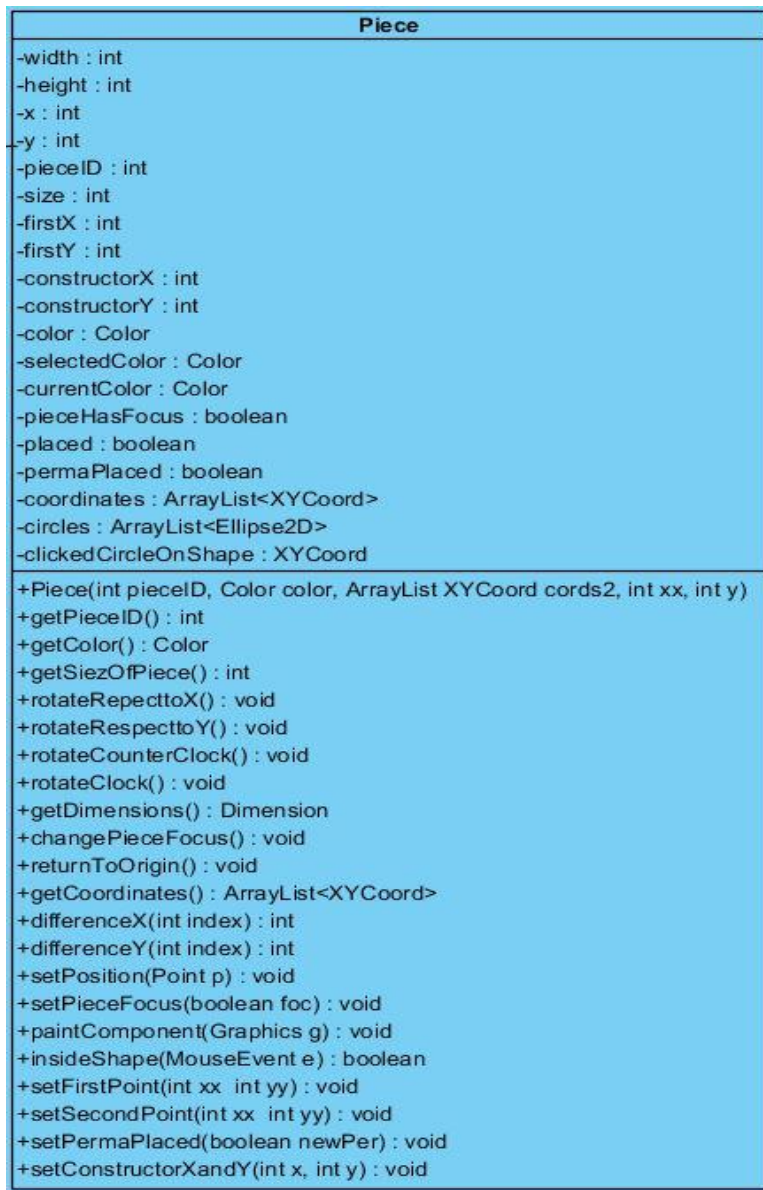 Piece
-width : int
-height : int
-x : int
-y : int
-pieceID : int
-size : int
-firstX : int
-firstY : int
-constructorX : int
-constructorY : int
-color : Color
-selectedColor : Color
-currentColor : Color
-pieceHasFocus : boolean
-placed : boolean
-permaPlaced : boolean
-coordinates : ArrayList<XYCoord>
-circles : ArrayList<Ellipse2D>
-clickedCircleOnShape : XYCoord
+Piece(int pieceID, Color color, ArrayList XYCoord cords2, int xx, int y)
+getPieceID() : int
+getColor() : Color
+getSiezOfPiece() : int
+rotateRepecttoX() : void
+rotateRespecttoY() : void
+rotateCounterClock() : void
+rotateClock() : void
+getDimensions() : Dimension
+changePieceFocus() : void
+returnToOrigin() : void
+getCoordinates() : ArrayList<XYCoord>
+differenceX(int index) : int
+differenceY(int index) : int
+setPosition(Point p) : void
+setPieceFocus(boolean foc) : void
+paintComponent(Graphics g) : void
+insideShape(MouseEvent e) : boolean
+setFirstPoint(int xx int yy) : void
+setSecondPoint(int xx int yy) : void
+setPermaPlaced(boolean newPer) : void
+setConstructorXandY(int x, int y) : void